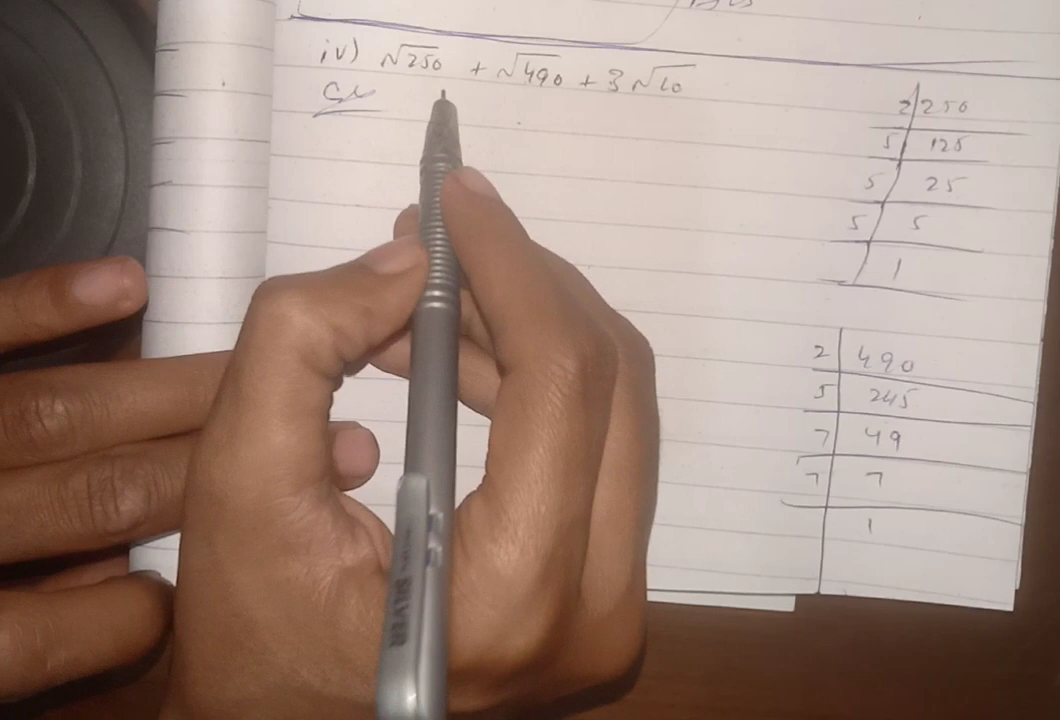 iv) √250 + √490 + 3√10
2 | 250
5 | 125
5 | 25
5 | 5
1
2 | 490
5 | 245
7 | 49
7 | 7
1
SILVER